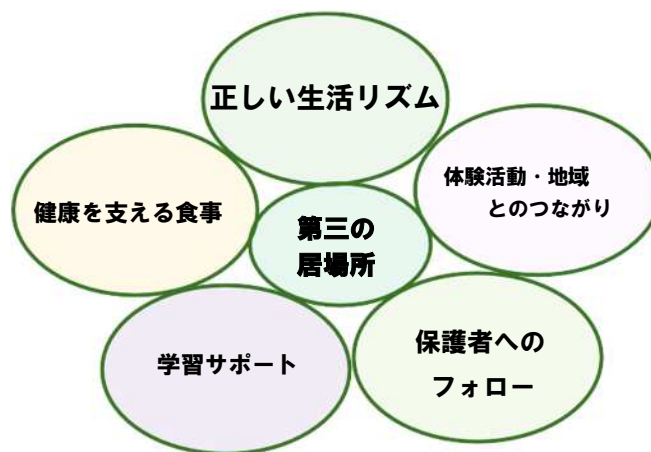 正しい生活リズム
体験活動・地域
とのつながり
健康を支える食事
第三の
居場所
保護者への
フォロー
学習サポート